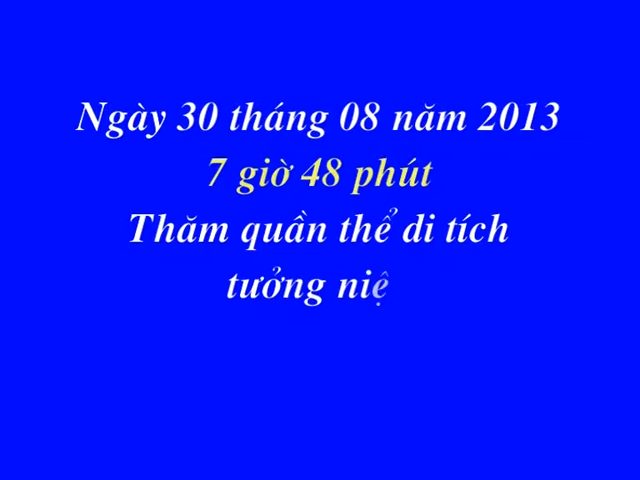 Ngày 30 tháng 08 năm 2013
7 giờ 48 phút
Thăm quần thể di tích
tưởng niệ